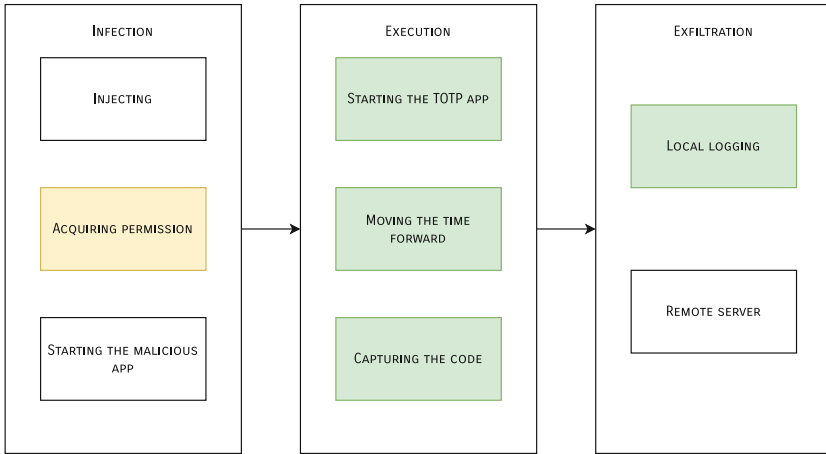 Infection
Injecting
Acquiring permission
Starting the malicious
app
Execution
Starting the TOTP app
Moving the time
forward
Capturing the code
Exfiltration
Local logging
Remote server